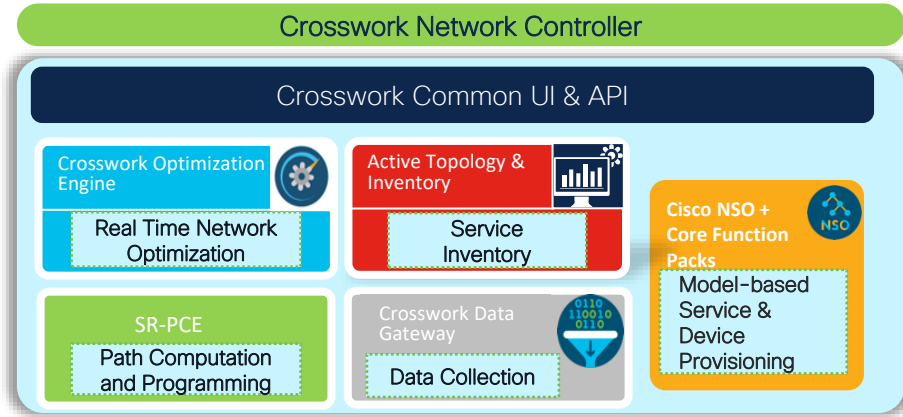 Crosswork Network Controller
Crosswork Common UI & API
Crosswork Optimization
Engine
Real Time Network
Optimization
Active Topology &
Inventory
Service
Inventory
Cisco NSO +
Core Function
Packs
NSO
Model-based
Service &
Device
Provisioning
SR-PCE
Path Computation
and Programming
Crosswork Data
Gateway
0110
110010
0110
Data Collection